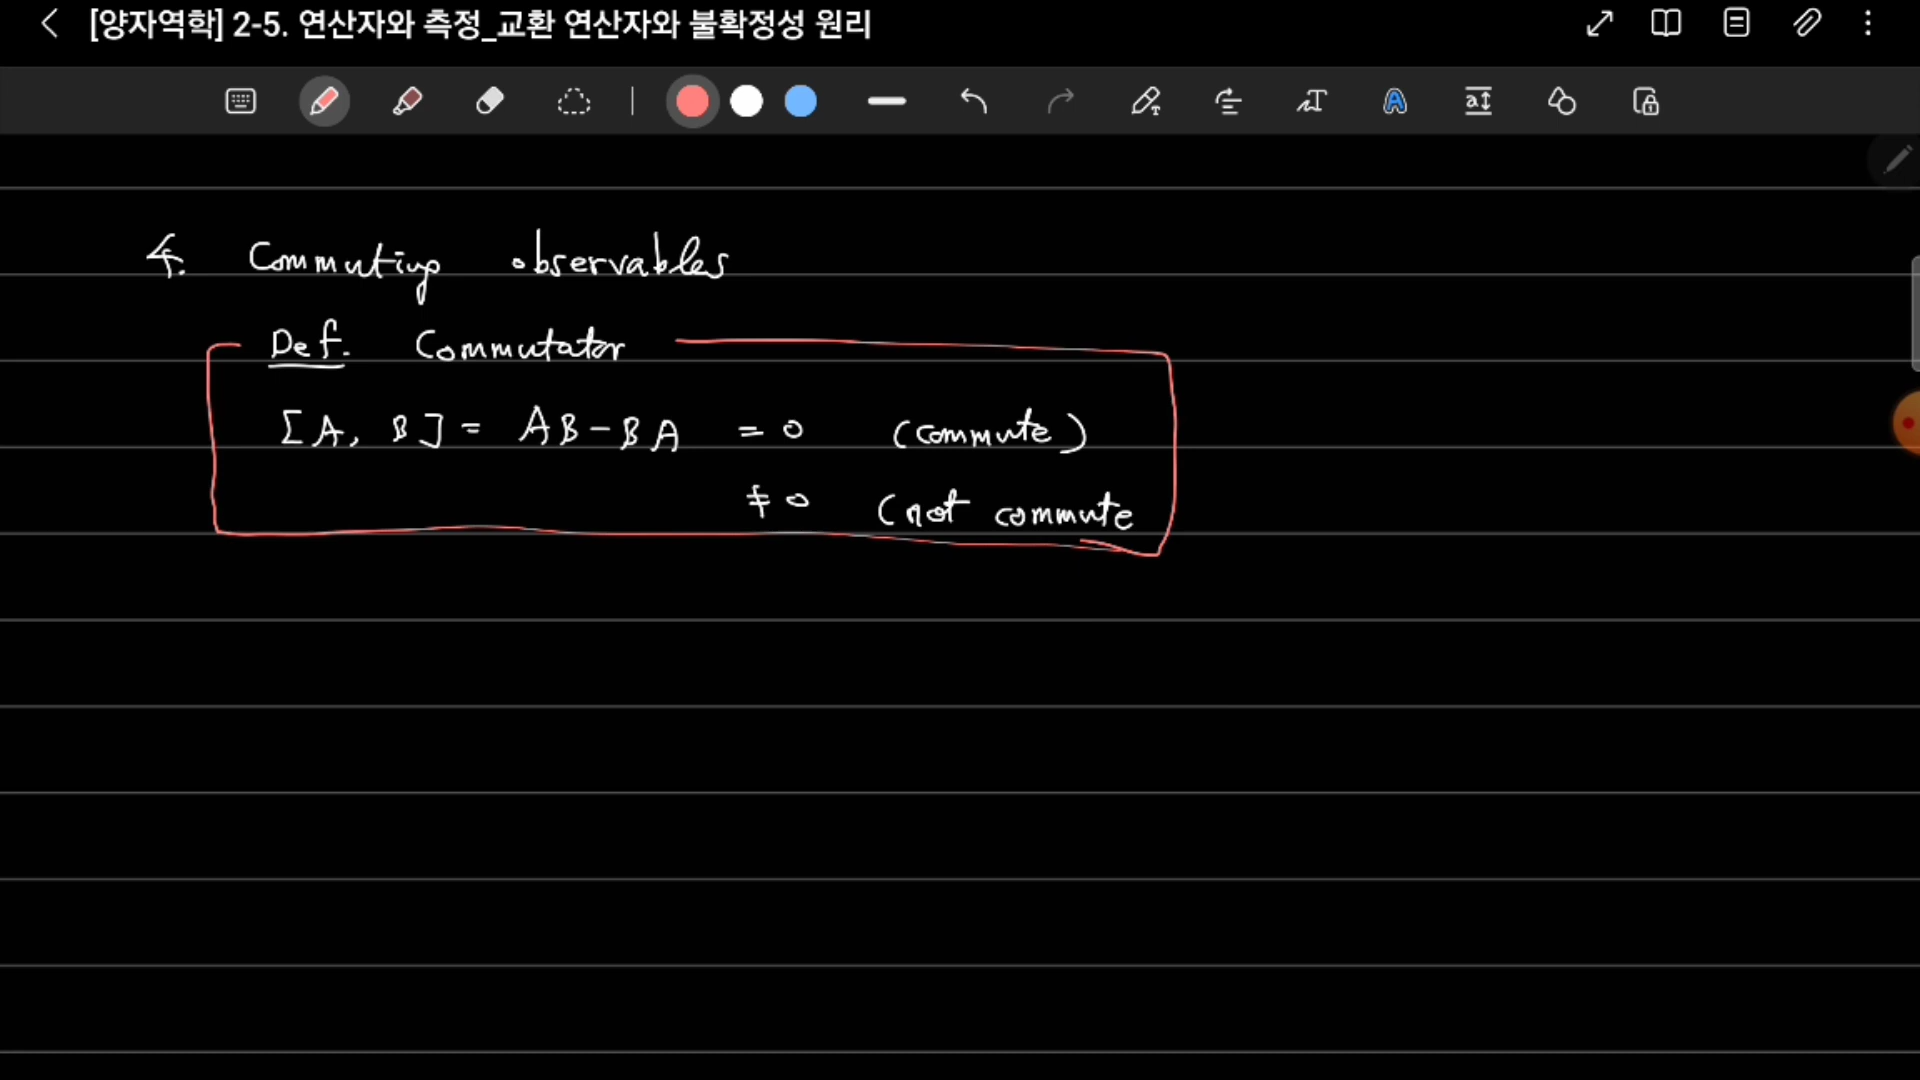 [양자역학] 2-5. 연산자와 측정_교환 연산자와 불확정성 원리
4. Commuting observables
Def. Commutator
[A, B] = AB-BA = 0 (commute)
≠ 0 (not commute